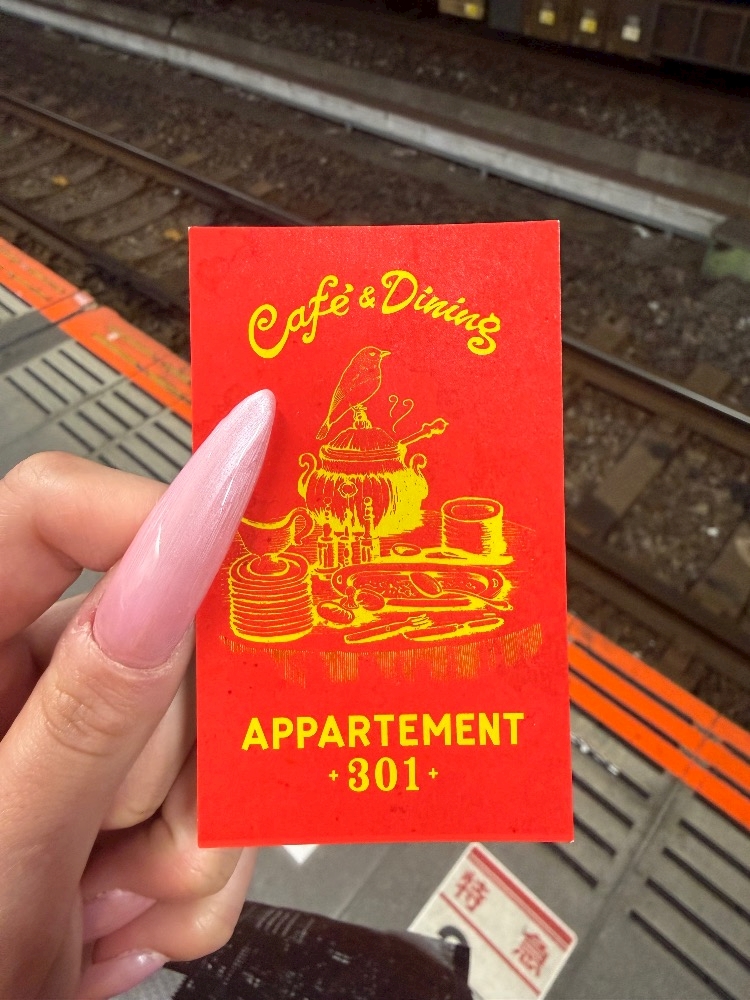 Café & Dining
APPARTEMENT
+301+
特急